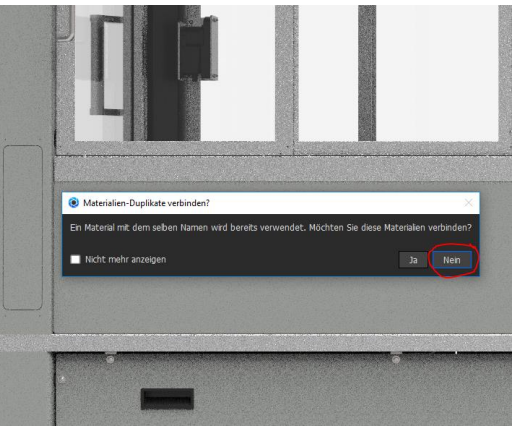 Materialien-Duplikate verbinden?
Ein Material mit dem selben Namen wird bereits verwendet. Möchten Sie diese Materialien verbinden?
Nicht mehr anzeigen
Ja
Nein